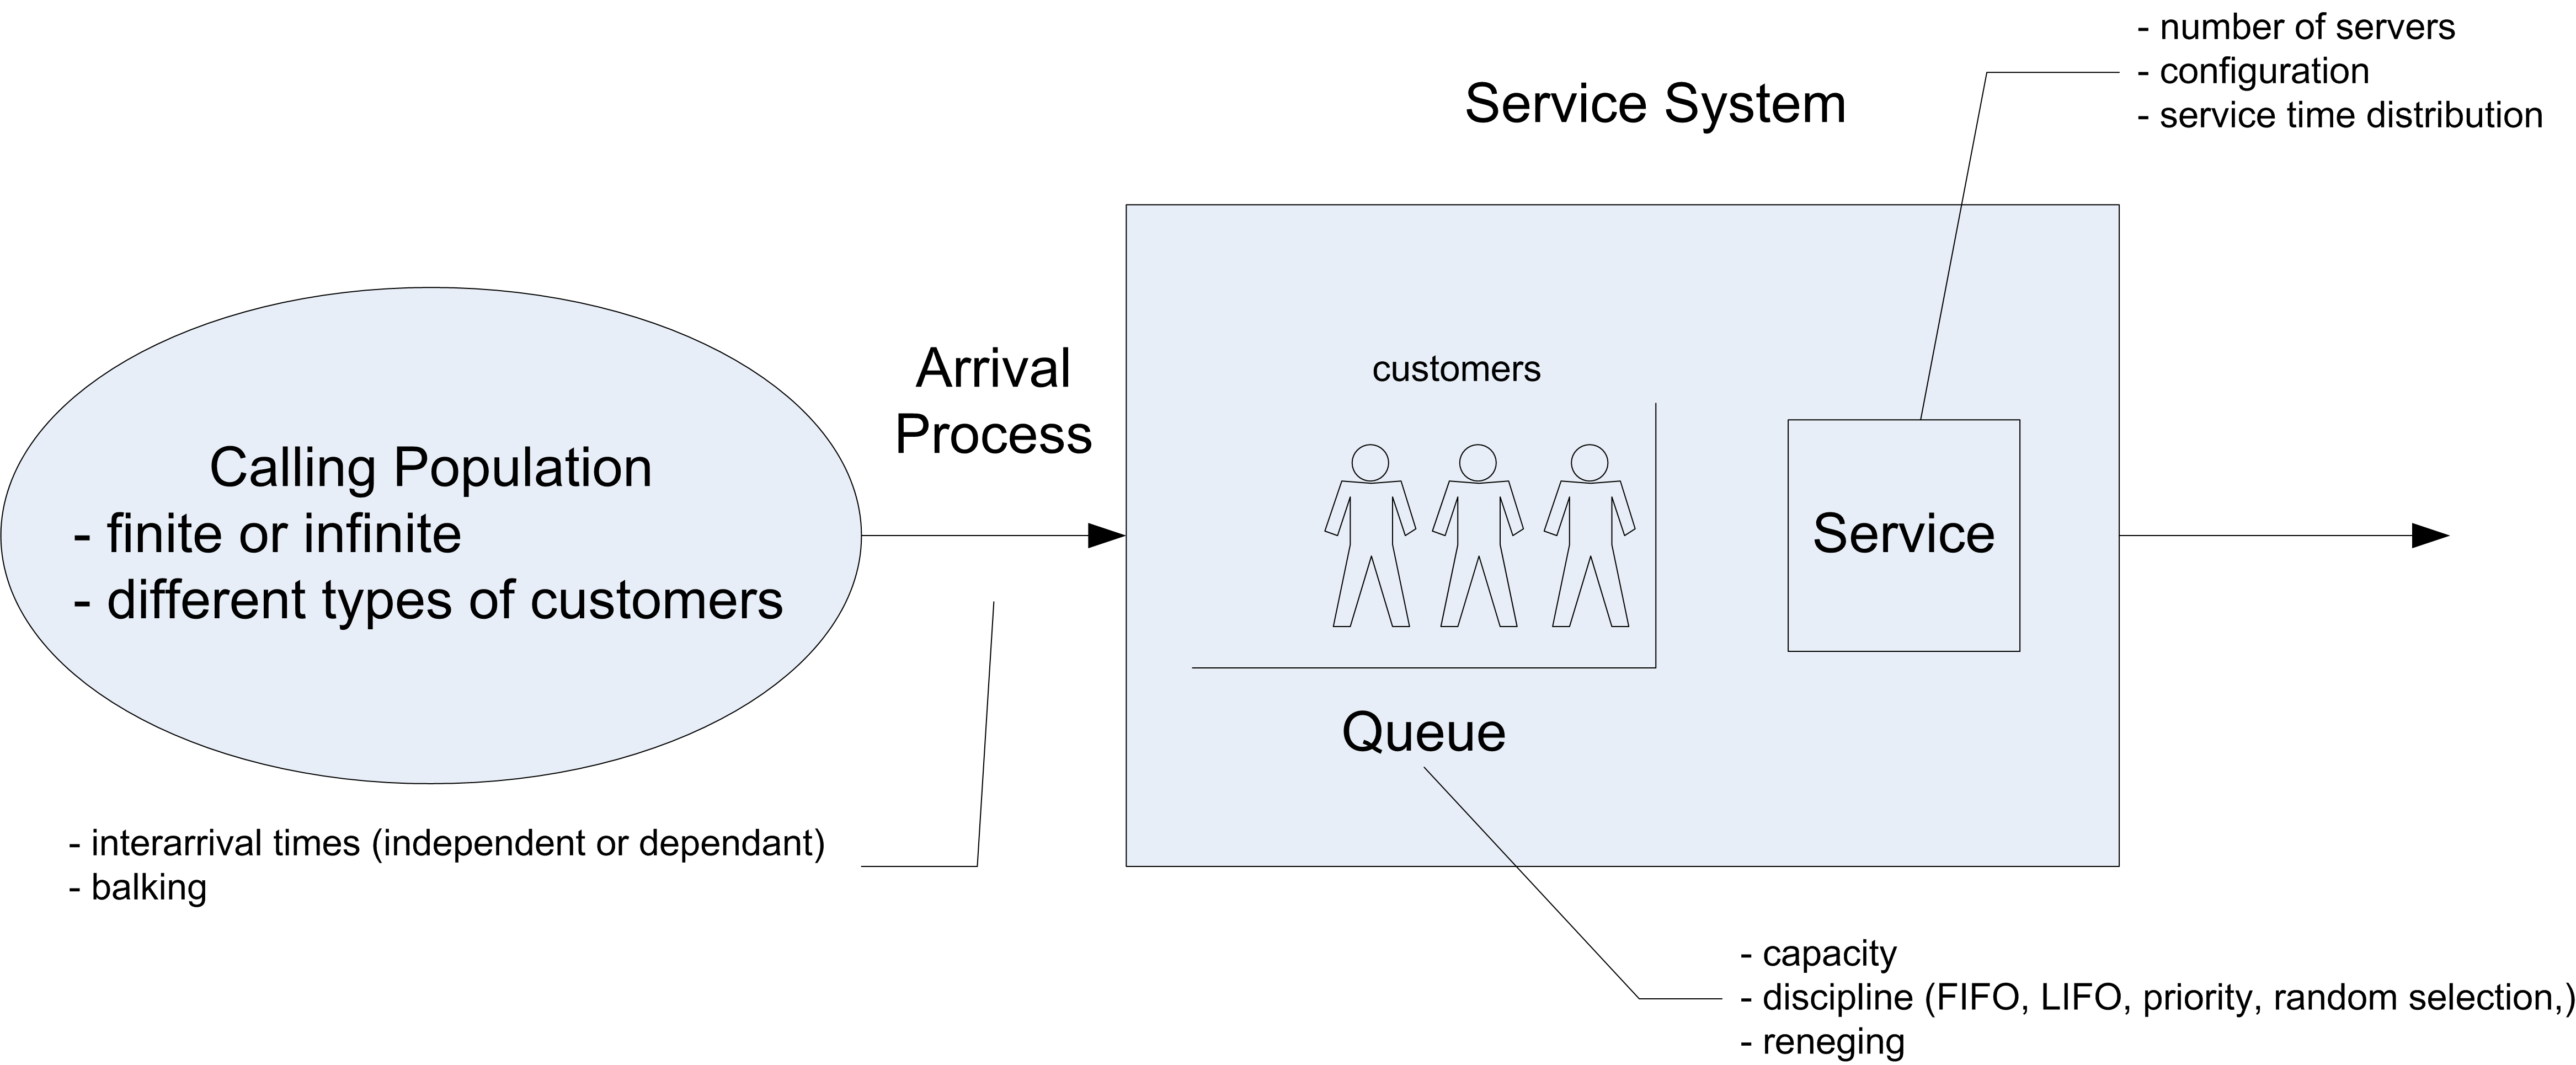 - number of servers
- configuration
- service time distribution
Service System
customers
Arrival
Process
Calling Population
- finite or infinite
- different types of customers
Service
Queue
- interarrival times (independent or dependant)
- balking
- capacity
- discipline (FIFO, LIFO, priority, random selection,)
- reneging